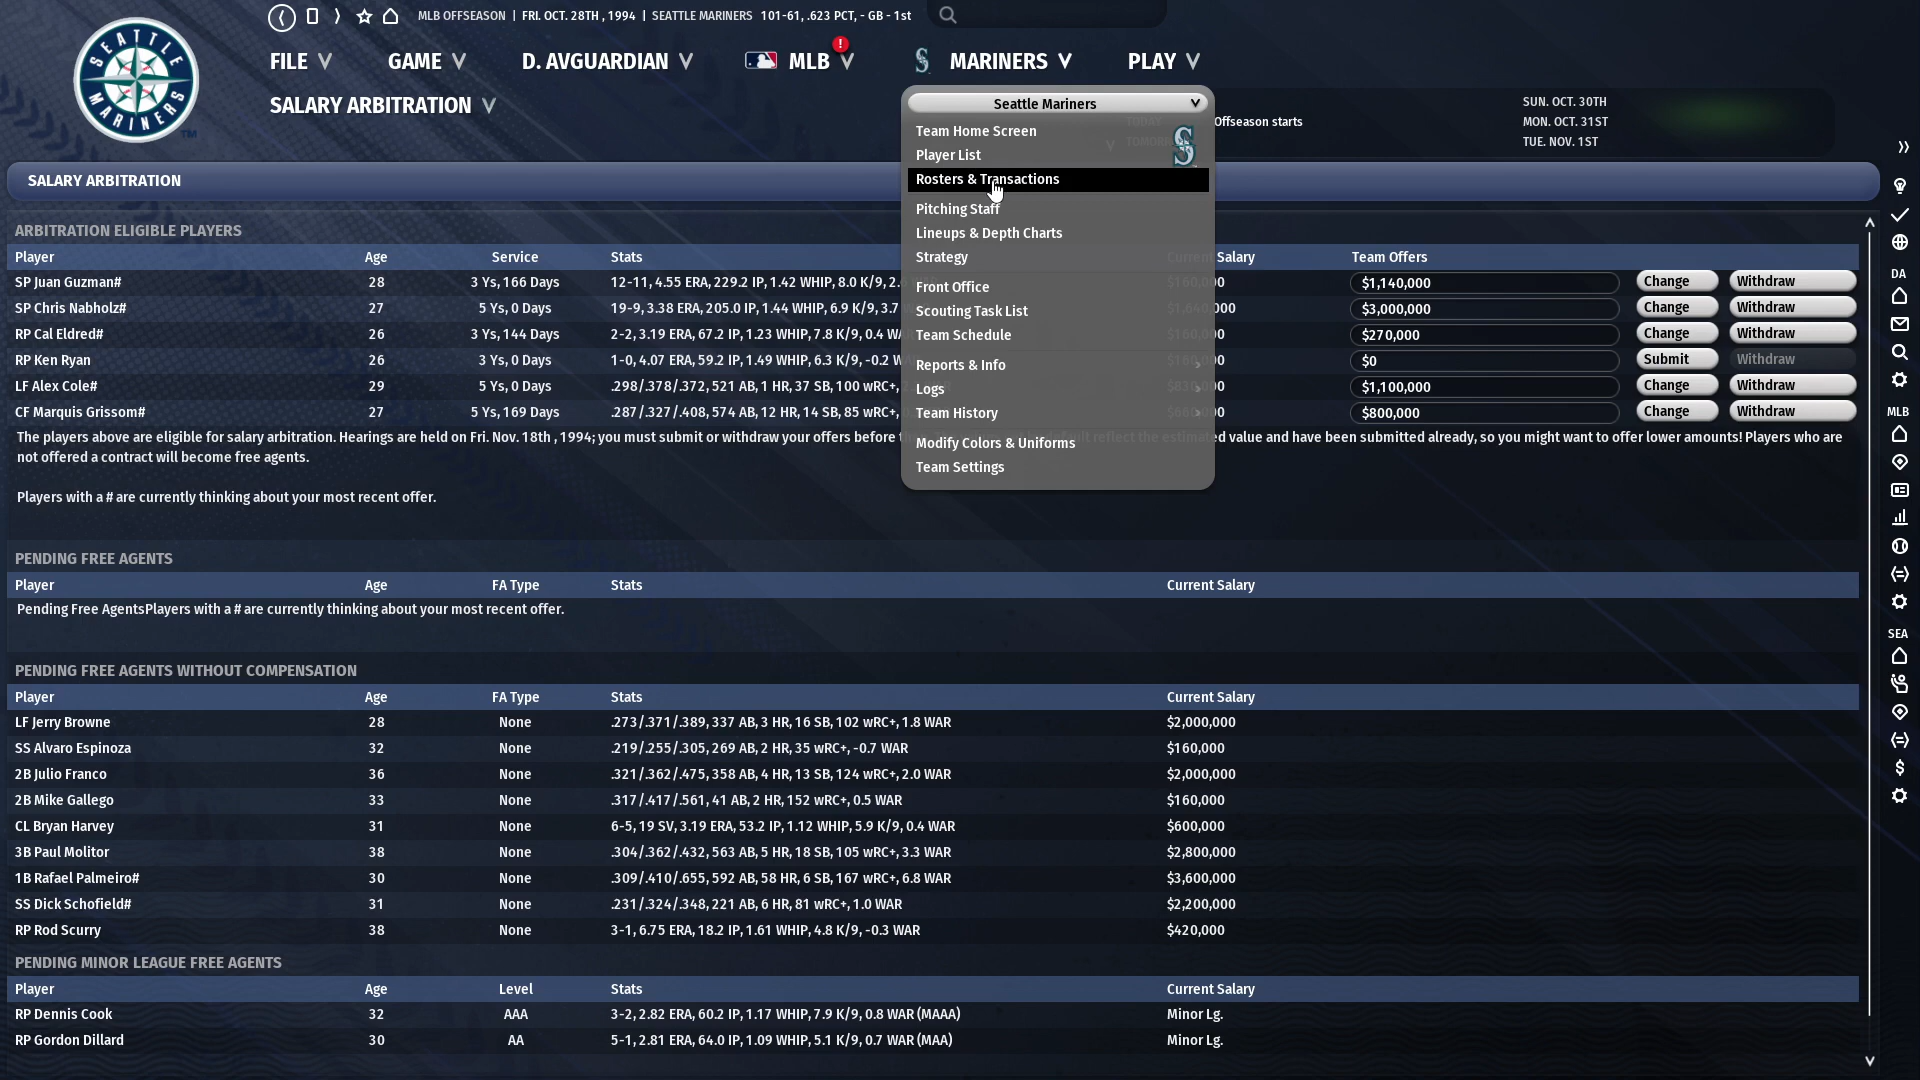 MLB OFFSEASON | FRI. OCT. 28TH , 1994 | SEATTLE MARINERS 101-61, .623 PCT, - GB - 1st
SEATTLE MARINERS
TM
FILE
GAME
D. AVGUARDIAN
MLB
!
MARINERS
PLAY
SALARY ARBITRATION
Seattle Mariners
Team Home Screen
Player List
Rosters & Transactions
Pitching Staff
Lineups & Depth Charts
Strategy
Front Office
Scouting Task List
Team Schedule
Reports & Info
Logs
Team History
Modify Colors & Uniforms
Team Settings
TODAY Offseason starts
SUN. OCT. 30TH
MON. OCT. 31ST
TUE. NOV. 1ST
SALARY ARBITRATION
ARBITRATION ELIGIBLE PLAYERS
Player Age Service Stats Current Salary Team Offers
SP Juan Guzman# 28 3 Ys, 166 Days 12-11, 4.55 ERA, 229.2 IP, 1.42 WHIP, 8.0 K/9, 2. $160,000 $1,140,000 Change Withdraw
SP Chris Nabholz# 27 5 Ys, 0 Days 19-9, 3.38 ERA, 205.0 IP, 1.44 WHIP, 6.9 K/9, 3.7 $1,640,000 $3,000,000 Change Withdraw
RP Cal Eldred# 26 3 Ys, 144 Days 2-2, 3.19 ERA, 67.2 IP, 1.23 WHIP, 7.8 K/9, 0.4 WA $160,000 $270,000 Change Withdraw
RP Ken Ryan 26 3 Ys, 0 Days 1-0, 4.07 ERA, 59.2 IP, 1.49 WHIP, 6.3 K/9, -0.2 W $160,000 $0 Submit Withdraw
LF Alex Cole# 29 5 Ys, 0 Days .298/.378/.372, 521 AB, 1 HR, 37 SB, 100 wRC+, $1,100,000 Change Withdraw
CF Marquis Grissom# 27 5 Ys, 169 Days .287/.327/.408, 574 AB, 12 HR, 14 SB, 85 wRC+, $800,000 Change Withdraw
The players above are eligible for salary arbitration. Hearings are held on Fri. Nov. 18th , 1994; you must submit or withdraw your offers before reflect the estimated value and have been submitted already, so you might want to offer lower amounts! Players who are
not offered a contract will become free agents.
Players with a # are currently thinking about your most recent offer.
PENDING FREE AGENTS
Player Age FA Type Stats Current Salary
Pending Free AgentsPlayers with a # are currently thinking about your most recent offer.
PENDING FREE AGENTS WITHOUT COMPENSATION
Player Age FA Type Stats Current Salary
LF Jerry Browne 28 None .273/.371/.389, 337 AB, 3 HR, 16 SB, 102 wRC+, 1.8 WAR $2,000,000
SS Alvaro Espinoza 32 None .219/.255/.305, 269 AB, 2 HR, 35 wRC+, -0.7 WAR $160,000
2B Julio Franco 36 None .321/.362/.475, 358 AB, 4 HR, 13 SB, 124 wRC+, 2.0 WAR $2,000,000
2B Mike Gallego 33 None .317/.417/.561, 41 AB, 2 HR, 152 wRC+, 0.5 WAR $160,000
CL Bryan Harvey 31 None 6-5, 19 SV, 3.19 ERA, 53.2 IP, 1.12 WHIP, 5.9 K/9, 0.4 WAR $600,000
3B Paul Molitor 38 None .304/.362/.432, 563 AB, 5 HR, 18 SB, 105 wRC+, 3.3 WAR $2,800,000
1B Rafael Palmeiro# 30 None .309/.410/.655, 592 AB, 58 HR, 6 SB, 167 wRC+, 6.8 WAR $3,600,000
SS Dick Schofield# 31 None .231/.324/.348, 221 AB, 6 HR, 81 wRC+, 1.0 WAR $2,200,000
RP Rod Scurry 38 None 3-1, 6.75 ERA, 18.2 IP, 1.61 WHIP, 4.8 K/9, -0.3 WAR $420,000
PENDING MINOR LEAGUE FREE AGENTS
Player Age Level Stats Current Salary
RP Dennis Cook 32 AAA 3-2, 2.82 ERA, 60.2 IP, 1.17 WHIP, 7.9 K/9, 0.8 WAR (MAAA) Minor Lg.
RP Gordon Dillard 30 AA 5-1, 2.81 ERA, 64.0 IP, 1.09 WHIP, 5.1 K/9, 0.7 WAR (MAA) Minor Lg.
DA
MLB
SEA